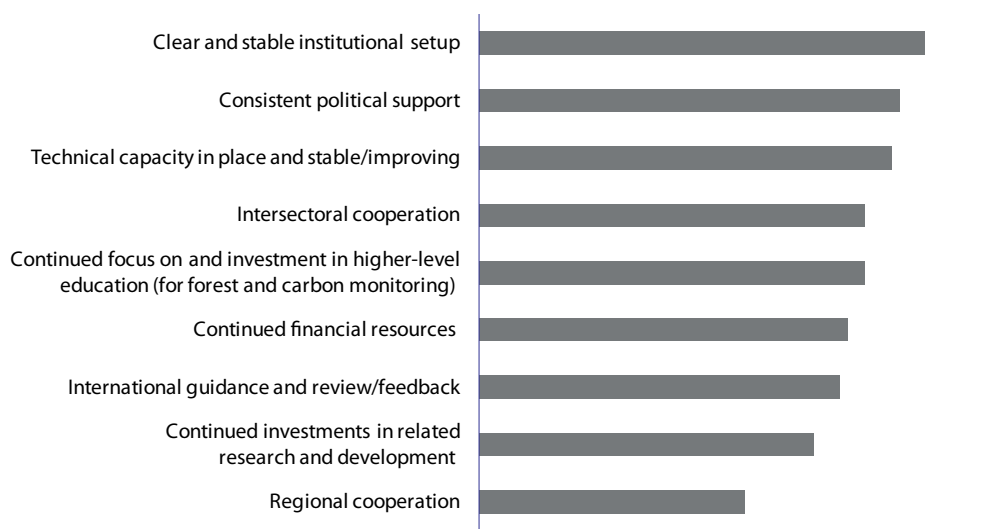 Clear and stable institutional setup
Consistent political support
Technical capacity in place and stable/improving
Intersectoral cooperation
Continued focus on and investment in higher-level
education (for forest and carbon monitoring)
Continued financial resources
International guidance and review/feedback
Continued investments in related
research and development
Regional cooperation